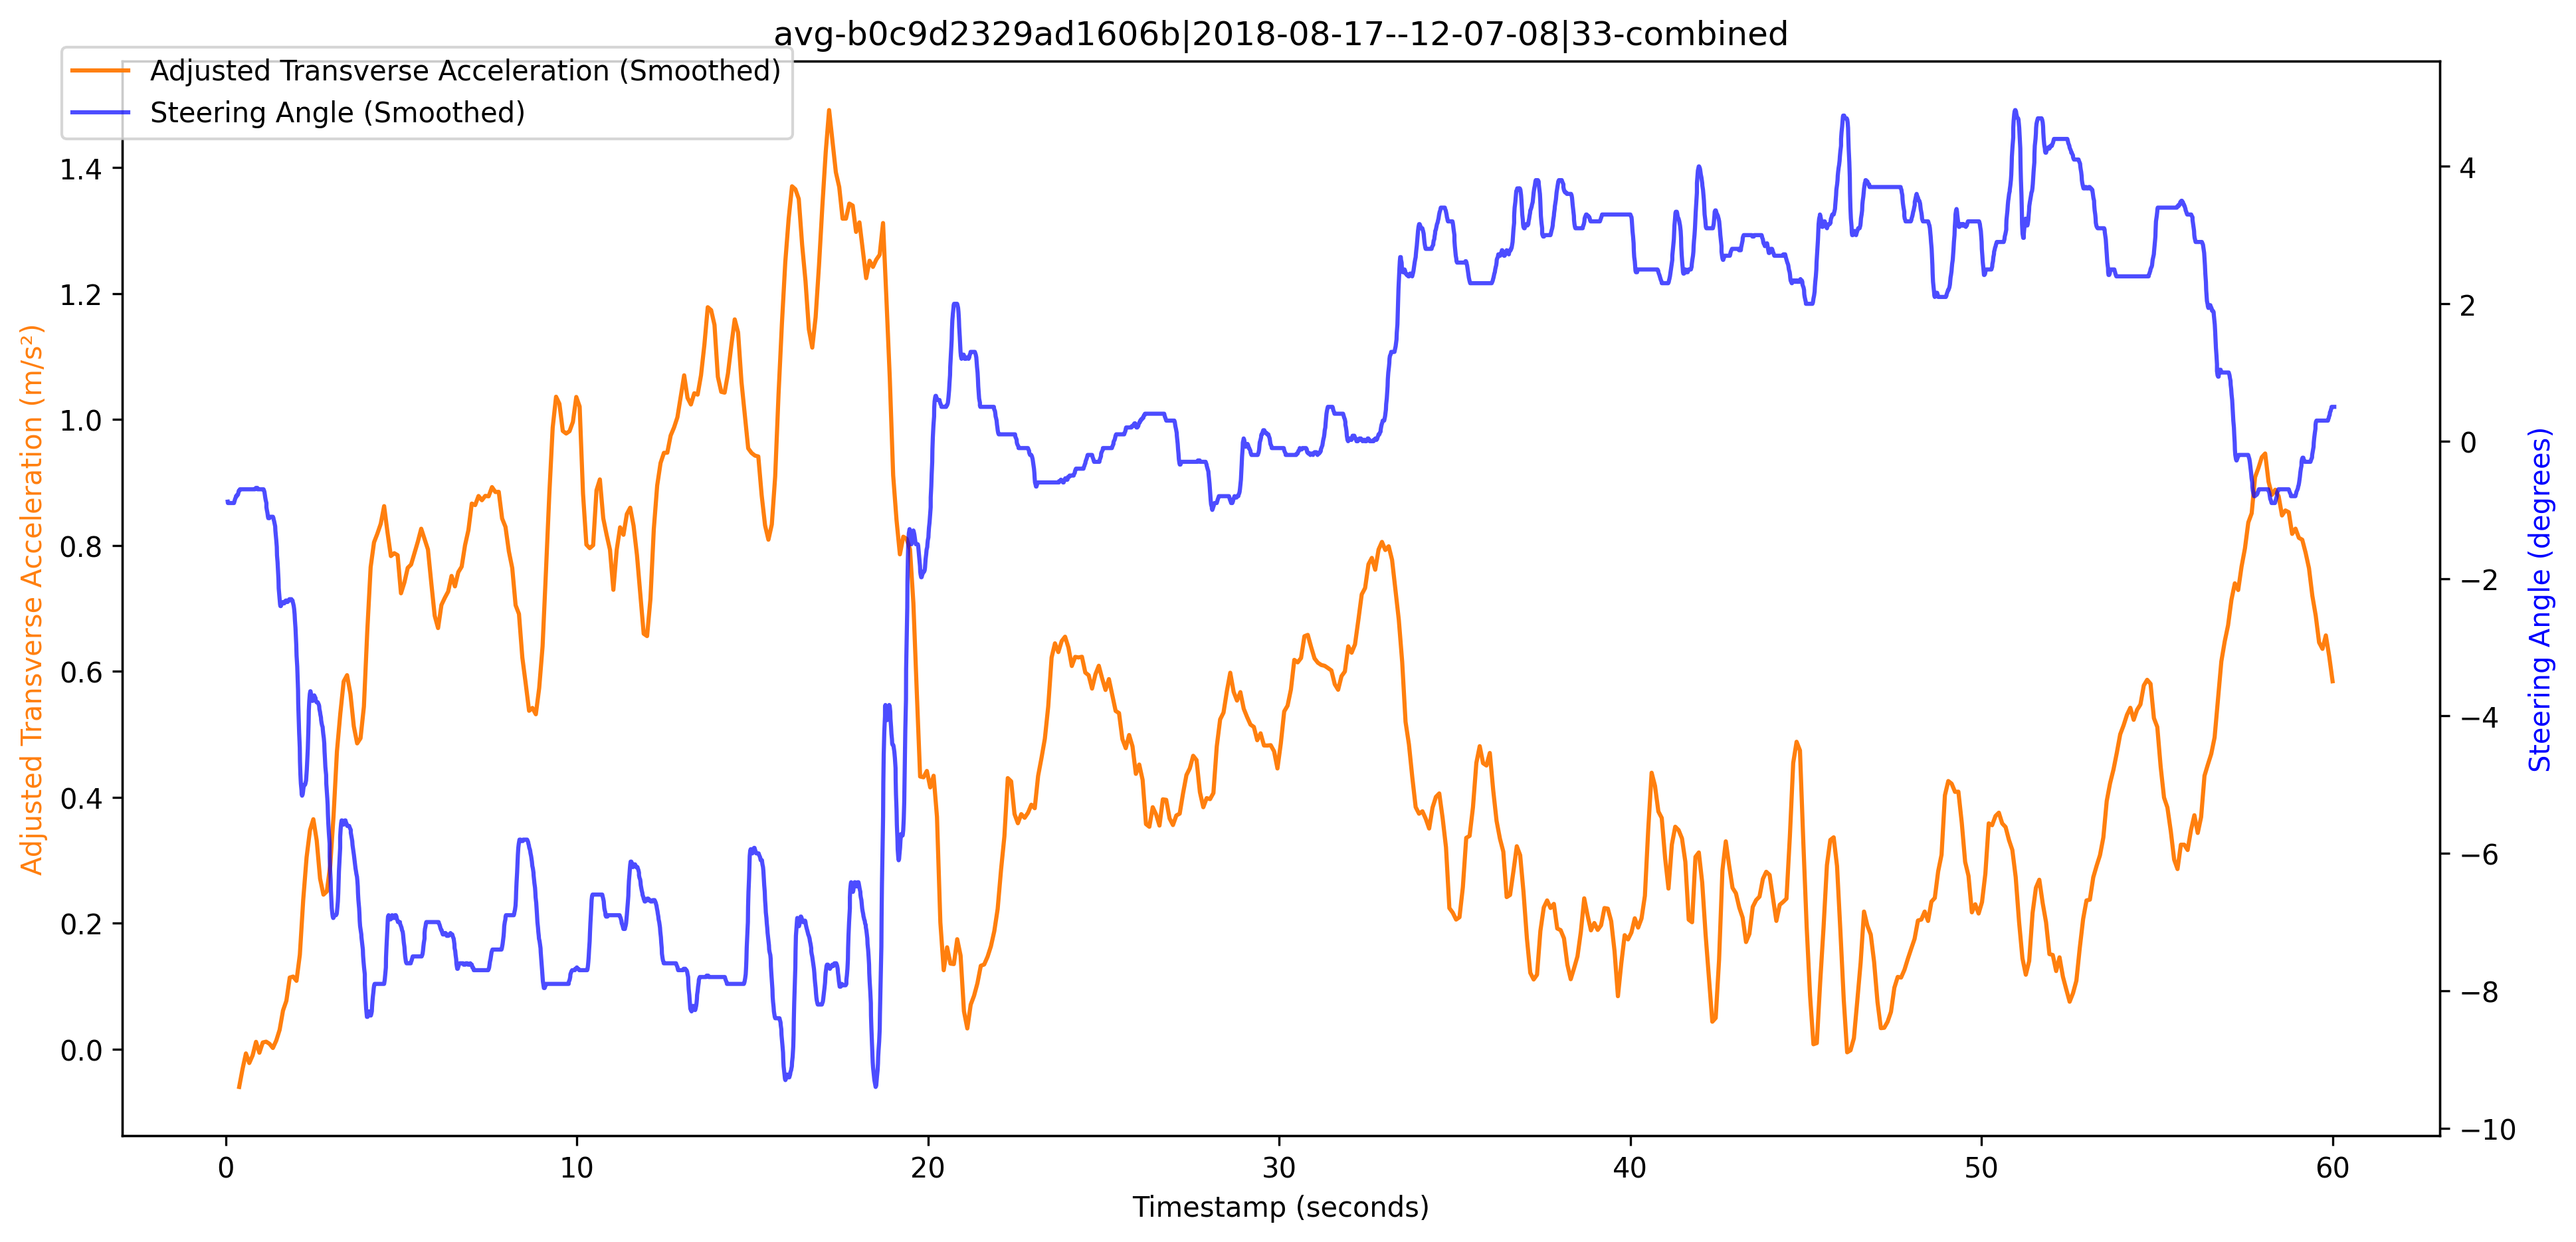 avg-b0c9d2329ad1606b|2018-08-17--12-07-08|33-combined
Adjusted Transverse Acceleration (Smoothed)
Steering Angle (Smoothed)
Adjusted Transverse Acceleration (m/s²)
1.4
1.2
1.0
0.8
0.6
0.4
0.2
0.0
4
2
0
−2
−4
−6
−8
−10
Steering Angle (degrees)
0 10 20 30 40 50 60
Timestamp (seconds)